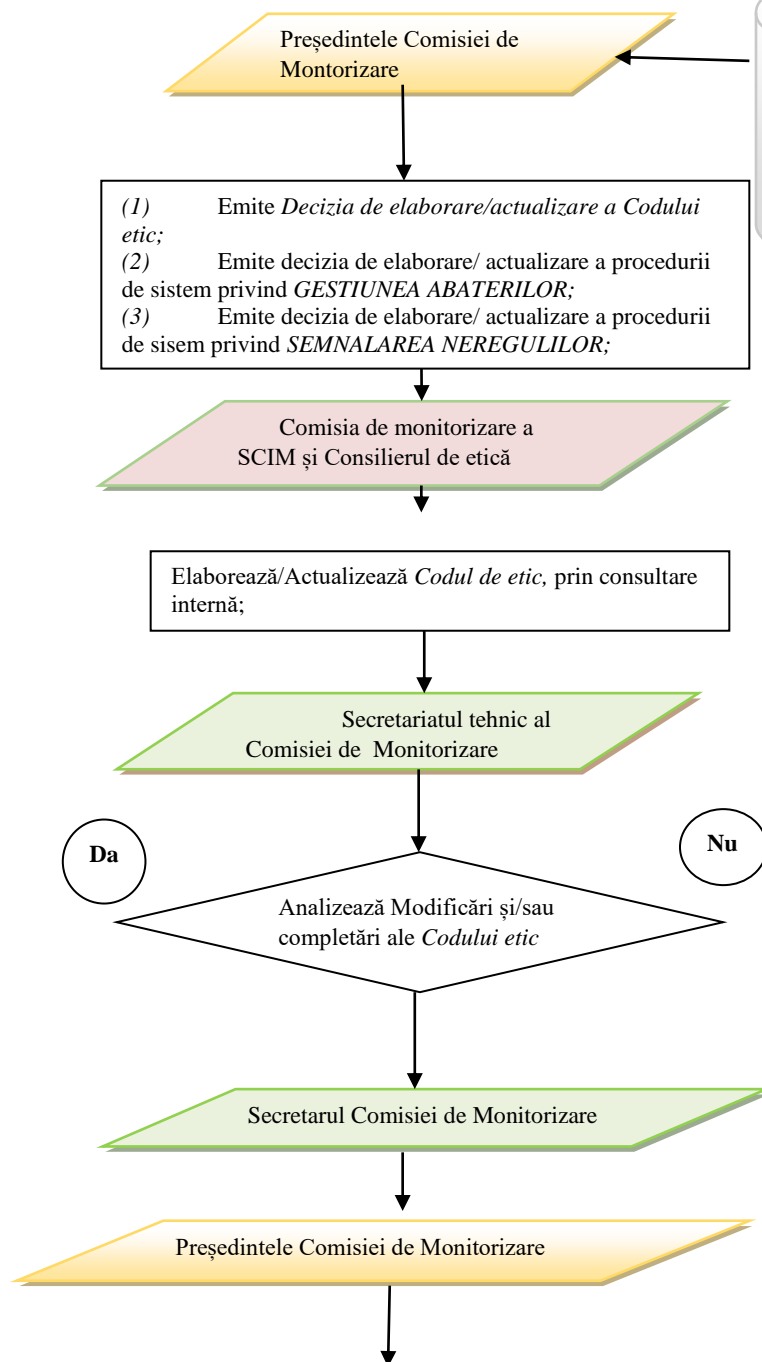 Președintele Comisiei de
Montorizare
(1) Emite Decizia de elaborare/actualizare a Codului
etic;
(2) Emite decizia de elaborare/ actualizare a procedurii
de sistem privind GESTIUNEA ABATERILOR;
(3) Emite decizia de elaborare/ actualizare a procedurii
de sisem privind SEMNALAREA NEREGULILOR;
Comisia de monitorizare a
SCIM și Consilierul de etică
Elaborează/Actualizează Codul de etic, prin consultare
internă;
Secretariatul tehnic al
Comisiei de Monitorizare
Da
Nu
Analizează Modificări și/sau
completări ale Codului etic
Secretarul Comisiei de Monitorizare
Președintele Comisiei de Monitorizare